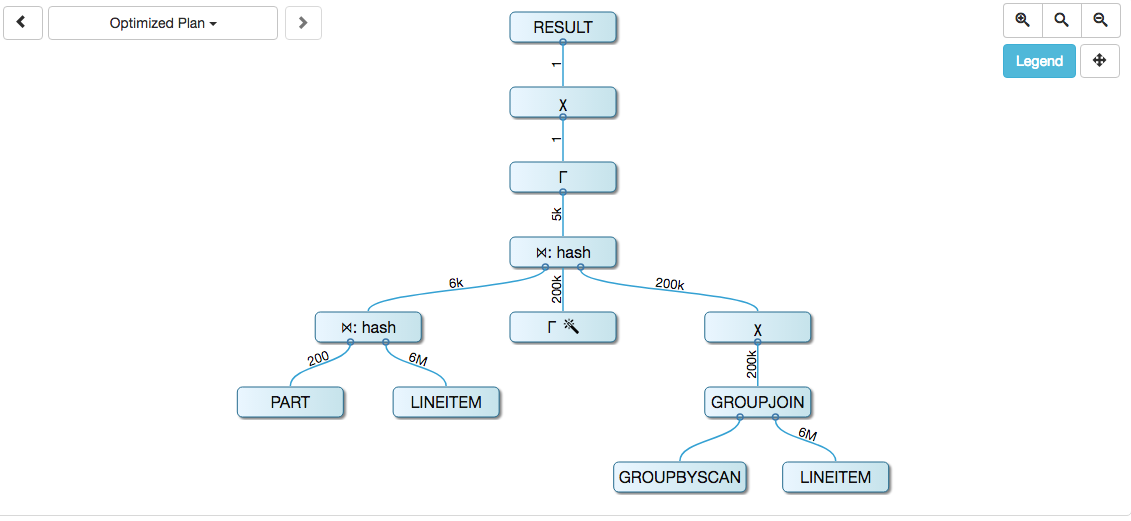 Optimized Plan
RESULT
1
χ
1
Γ
5k
⋈: hash
6k
200k
200k
⋈: hash
Γ
χ
200
6M
200k
PART
LINEITEM
GROUPJOIN
6M
GROUPBYSCAN
LINEITEM
Legend